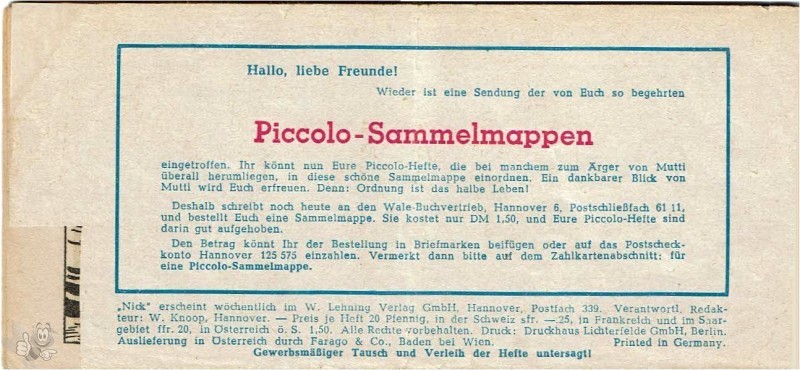 Hallo, liebe Freunde!
Wieder ist eine Sendung der von Euch so begehrten
Piccolo-Sammelmappen
eingetroffen. Ihr könnt nun Eure Piccolo-Hefte, die bei manchem zum Ärger von Mutti
überall herumliegen, in diese schöne Sammelmappe einordnen. Ein dankbarer Blick von
Mutti wird Euch erfreuen. Denn: Ordnung ist das halbe Leben!
Deshalb schreibt noch heute an den Wale-Buchvertrieb, Hannover 6, Postschließfach 61 11,
und bestellt Euch eine Sammelmappe. Sie kostet nur DM 1,50, und Eure Piccolo-Hefte sind
darin gut aufgehoben.
Den Betrag könnt Ihr der Bestellung in Briefmarken beifügen oder auf das Postscheck-
konto Hannover 125 575 einzahlen. Vermerkt dann bitte auf dem Zahlkartenabschnitt: für
eine Piccolo-Sammelmappe.
„Nick" erscheint wöchentlich im W. Lehning Verlag GmbH, Hannover, Postfach 339. Verantwortl. Redak-
teur: W. Knoop, Hannover. — Preis je Heft 20 Pfennig, in der Schweiz sfr. —.25, in Frankreich und im Saar-
gebiet ffr. 20, in Österreich ö. S. 1,50. Alle Rechte vorbehalten. Druck: Druckhaus Lichterfelde GmbH, Berlin.
Auslieferung in Österreich durch Farago & Co., Baden bei Wien. Printed in Germany.
Gewerbsmäßiger Tausch und Verleih der Hefte untersagt!